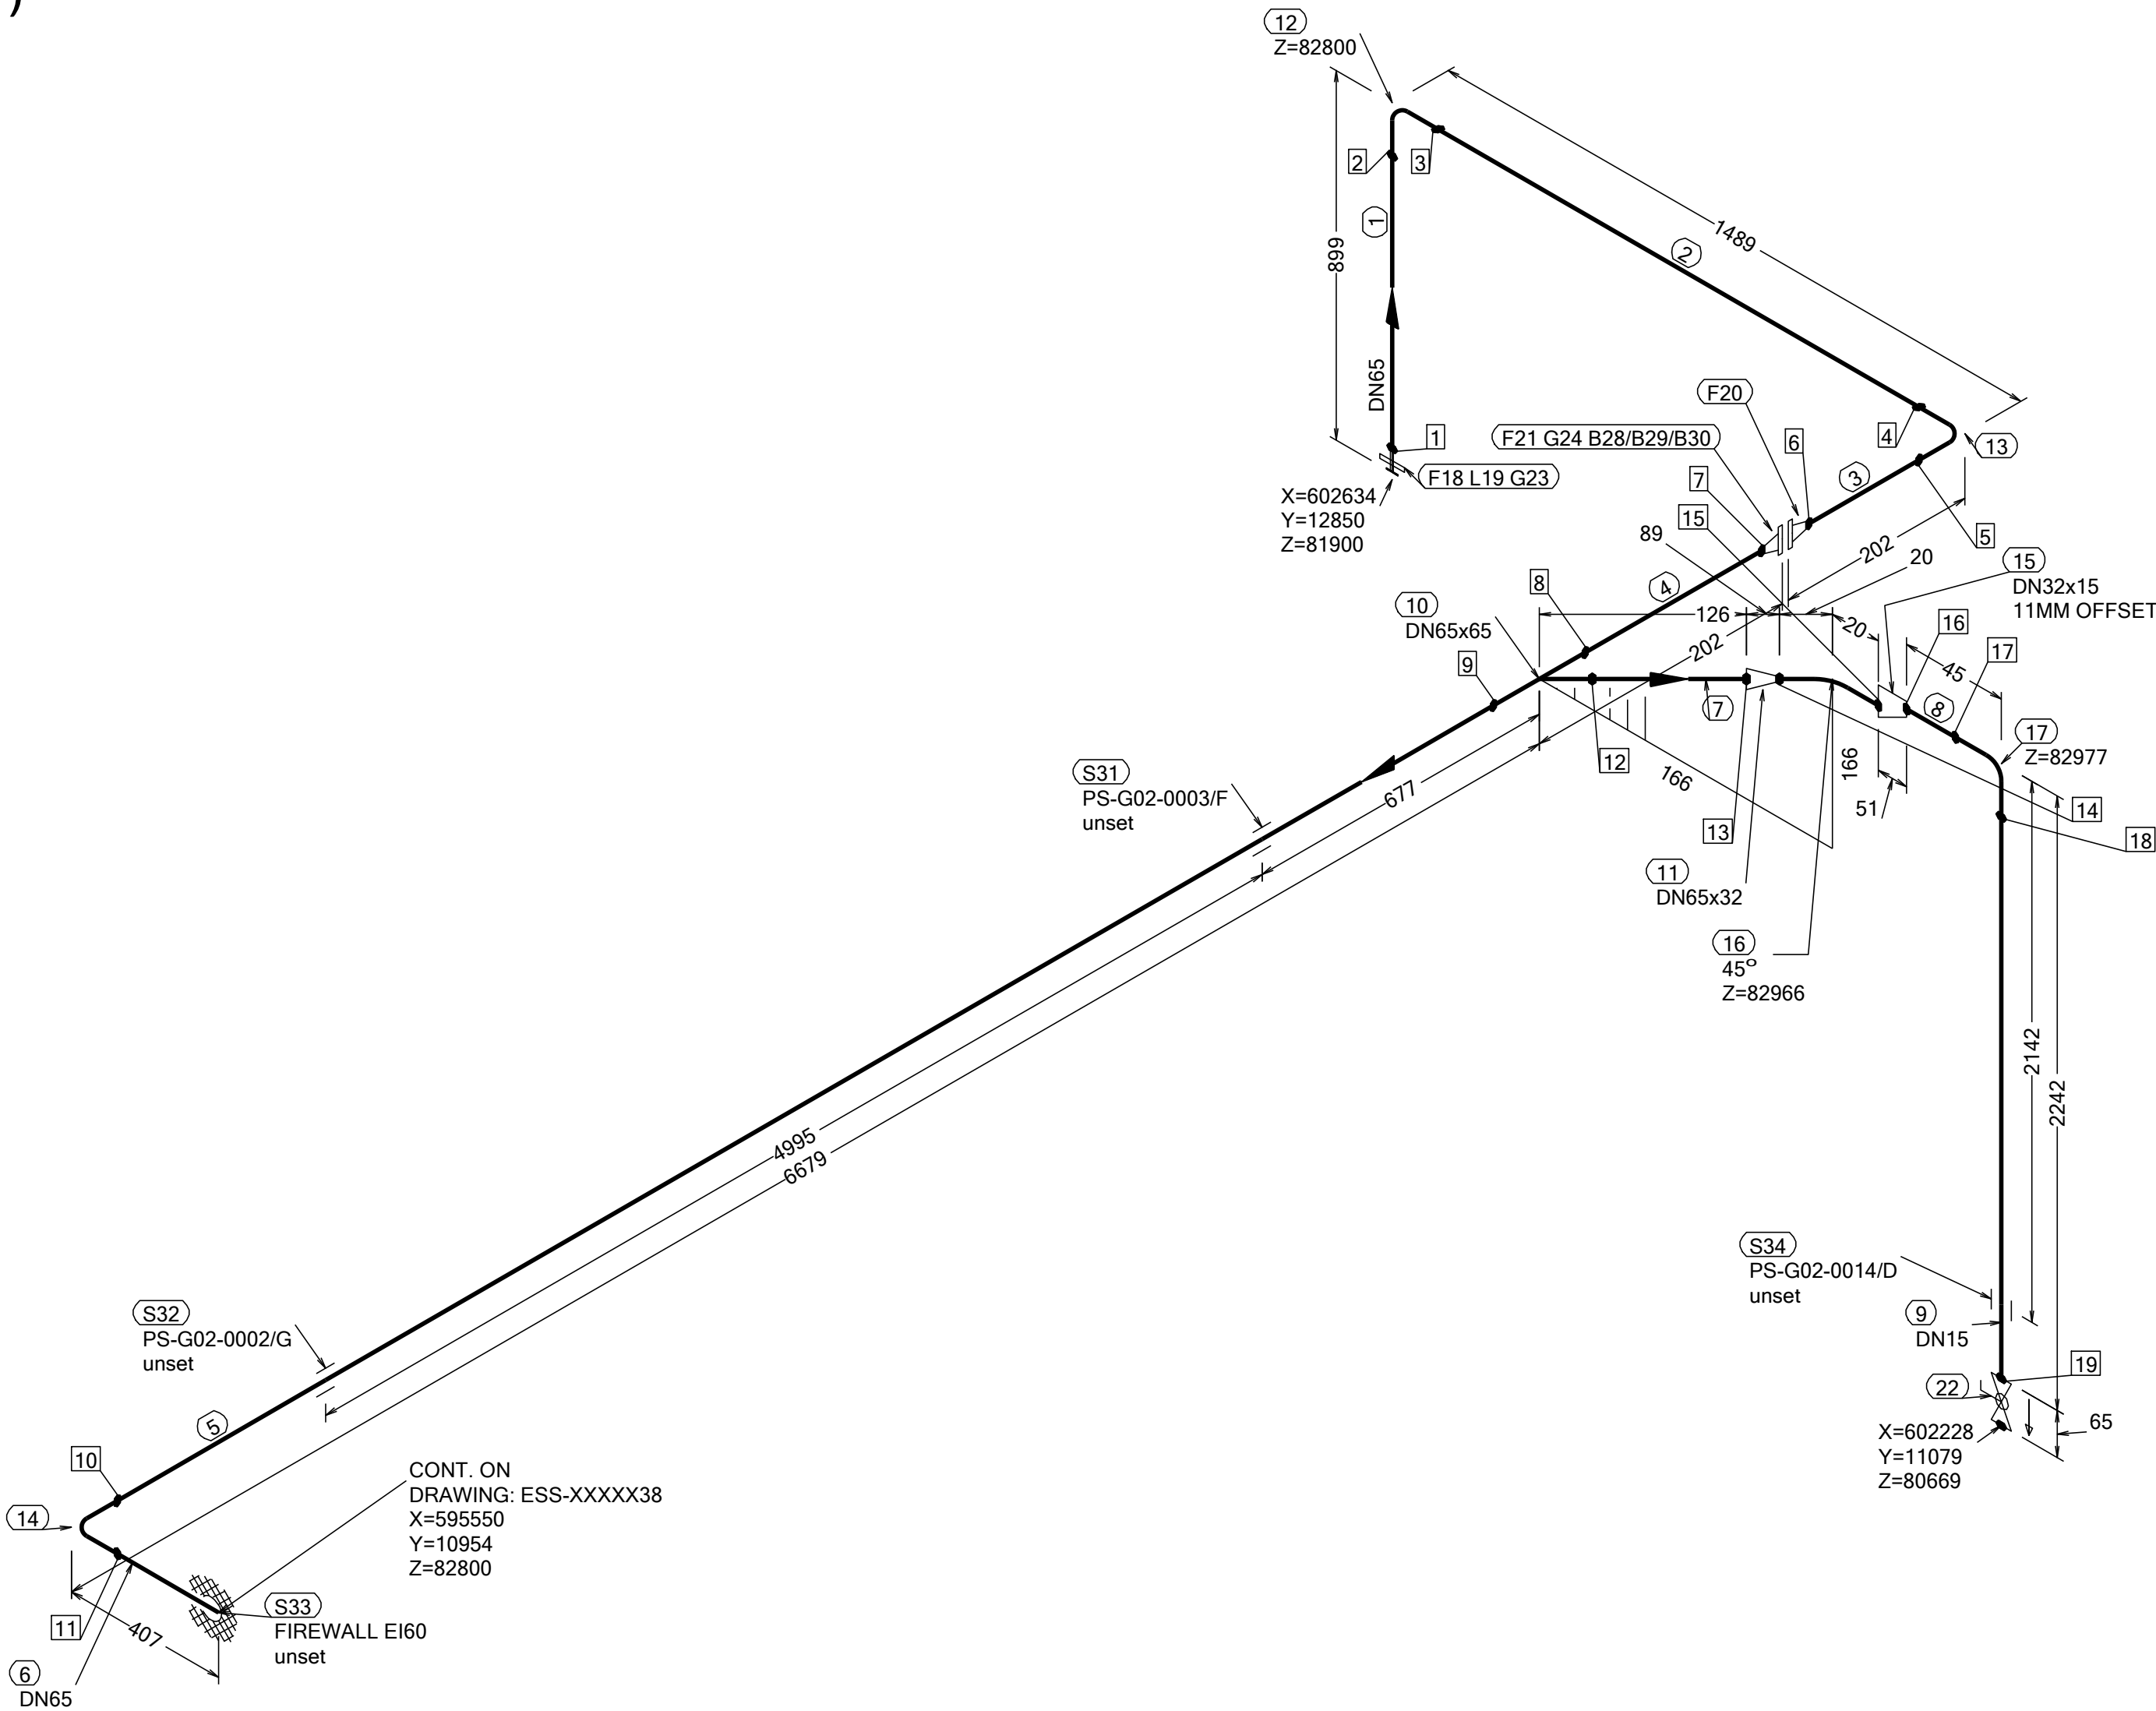 )
12
Z=82800
1489
899
2
3
1
2
DN65
1
F18 L19 G23
X=602634
Y=12850
Z=81900
F20
F21 G24 B28/B29/B30
6
4
13
7
3
15
5
89
202
20
15
DN32x15
11MM OFFSET
8
4
10
DN65x65
126
20
16
202
17
9
45
7
8
17
Z=82977
S31
PS-G02-0003/F
unset
12
166
166
677
51
14
13
18
11
DN65x32
16
45°
Z=82966
2142
2242
4995
6679
S34
PS-G02-0014/D
unset
S32
PS-G02-0002/G
unset
9
DN15
19
22
65
5
X=602228
Y=11079
Z=80669
10
CONT. ON
DRAWING: ESS-XXXXX38
X=595550
Y=10954
Z=82800
14
S33
FIREWALL EI60
unset
11
407
6
DN65